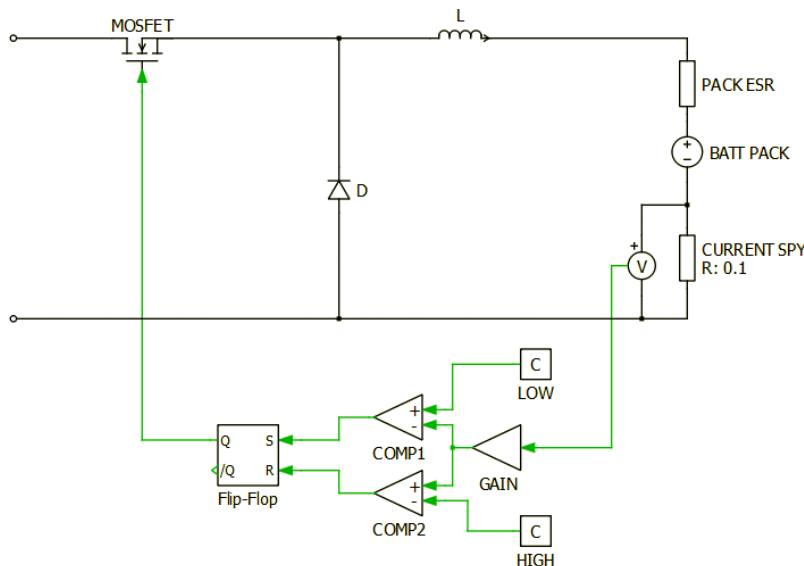 MOSFET
L
PACK ESR
+
-
BATT PACK
D
+
V
CURRENT SPY
R: 0.1
C
LOW
+
-
COMP1
Q
S
/Q
R
Flip-Flop
GAIN
+
-
COMP2
C
HIGH